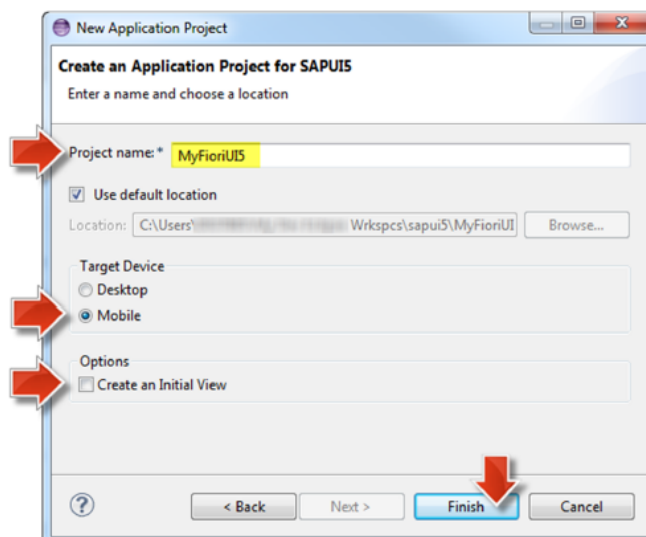 New Application Project
Create an Application Project for SAPUI5
Enter a name and choose a location
Project name:* MyFioriUI5
Use default location
Location: C:\Users\ Wrkspcs\sapui5\MyFioriUI Browse...
Target Device
Desktop
Mobile
Options
Create an Initial View
< Back Next > Finish Cancel